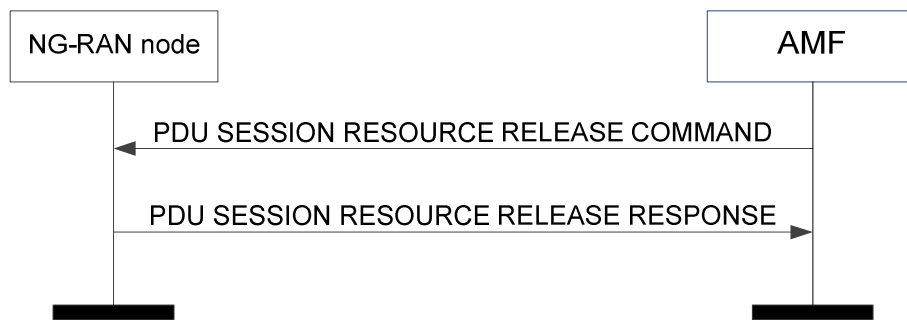 NG-RAN node
AMF
PDU SESSION RESOURCE RELEASE COMMAND
PDU SESSION RESOURCE RELEASE RESPONSE